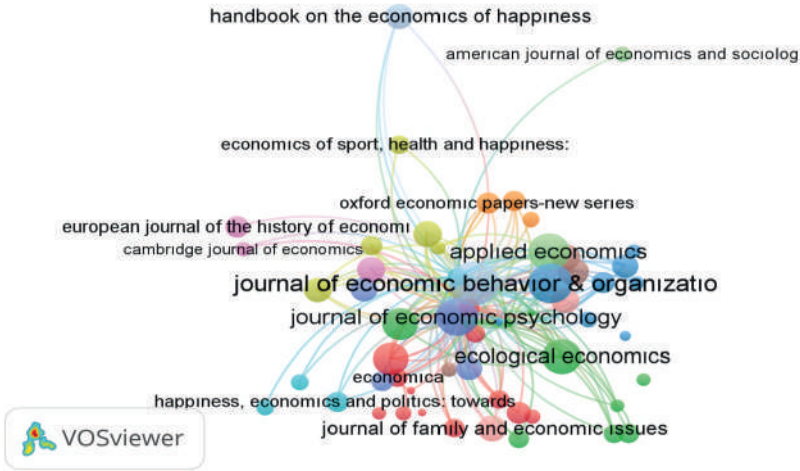 handbook on the economics of happiness
american journal of economics and sociolog
economics of sport, health and happiness:
oxford economic papers-new series
european journal of the history of economi
cambridge journal of economics
applied economics
journal of economic behavior & organizatio
journal of economic psychology
ecological economics
economica
happiness, economics and politics: towards
journal of family and economic issues
VOSviewer